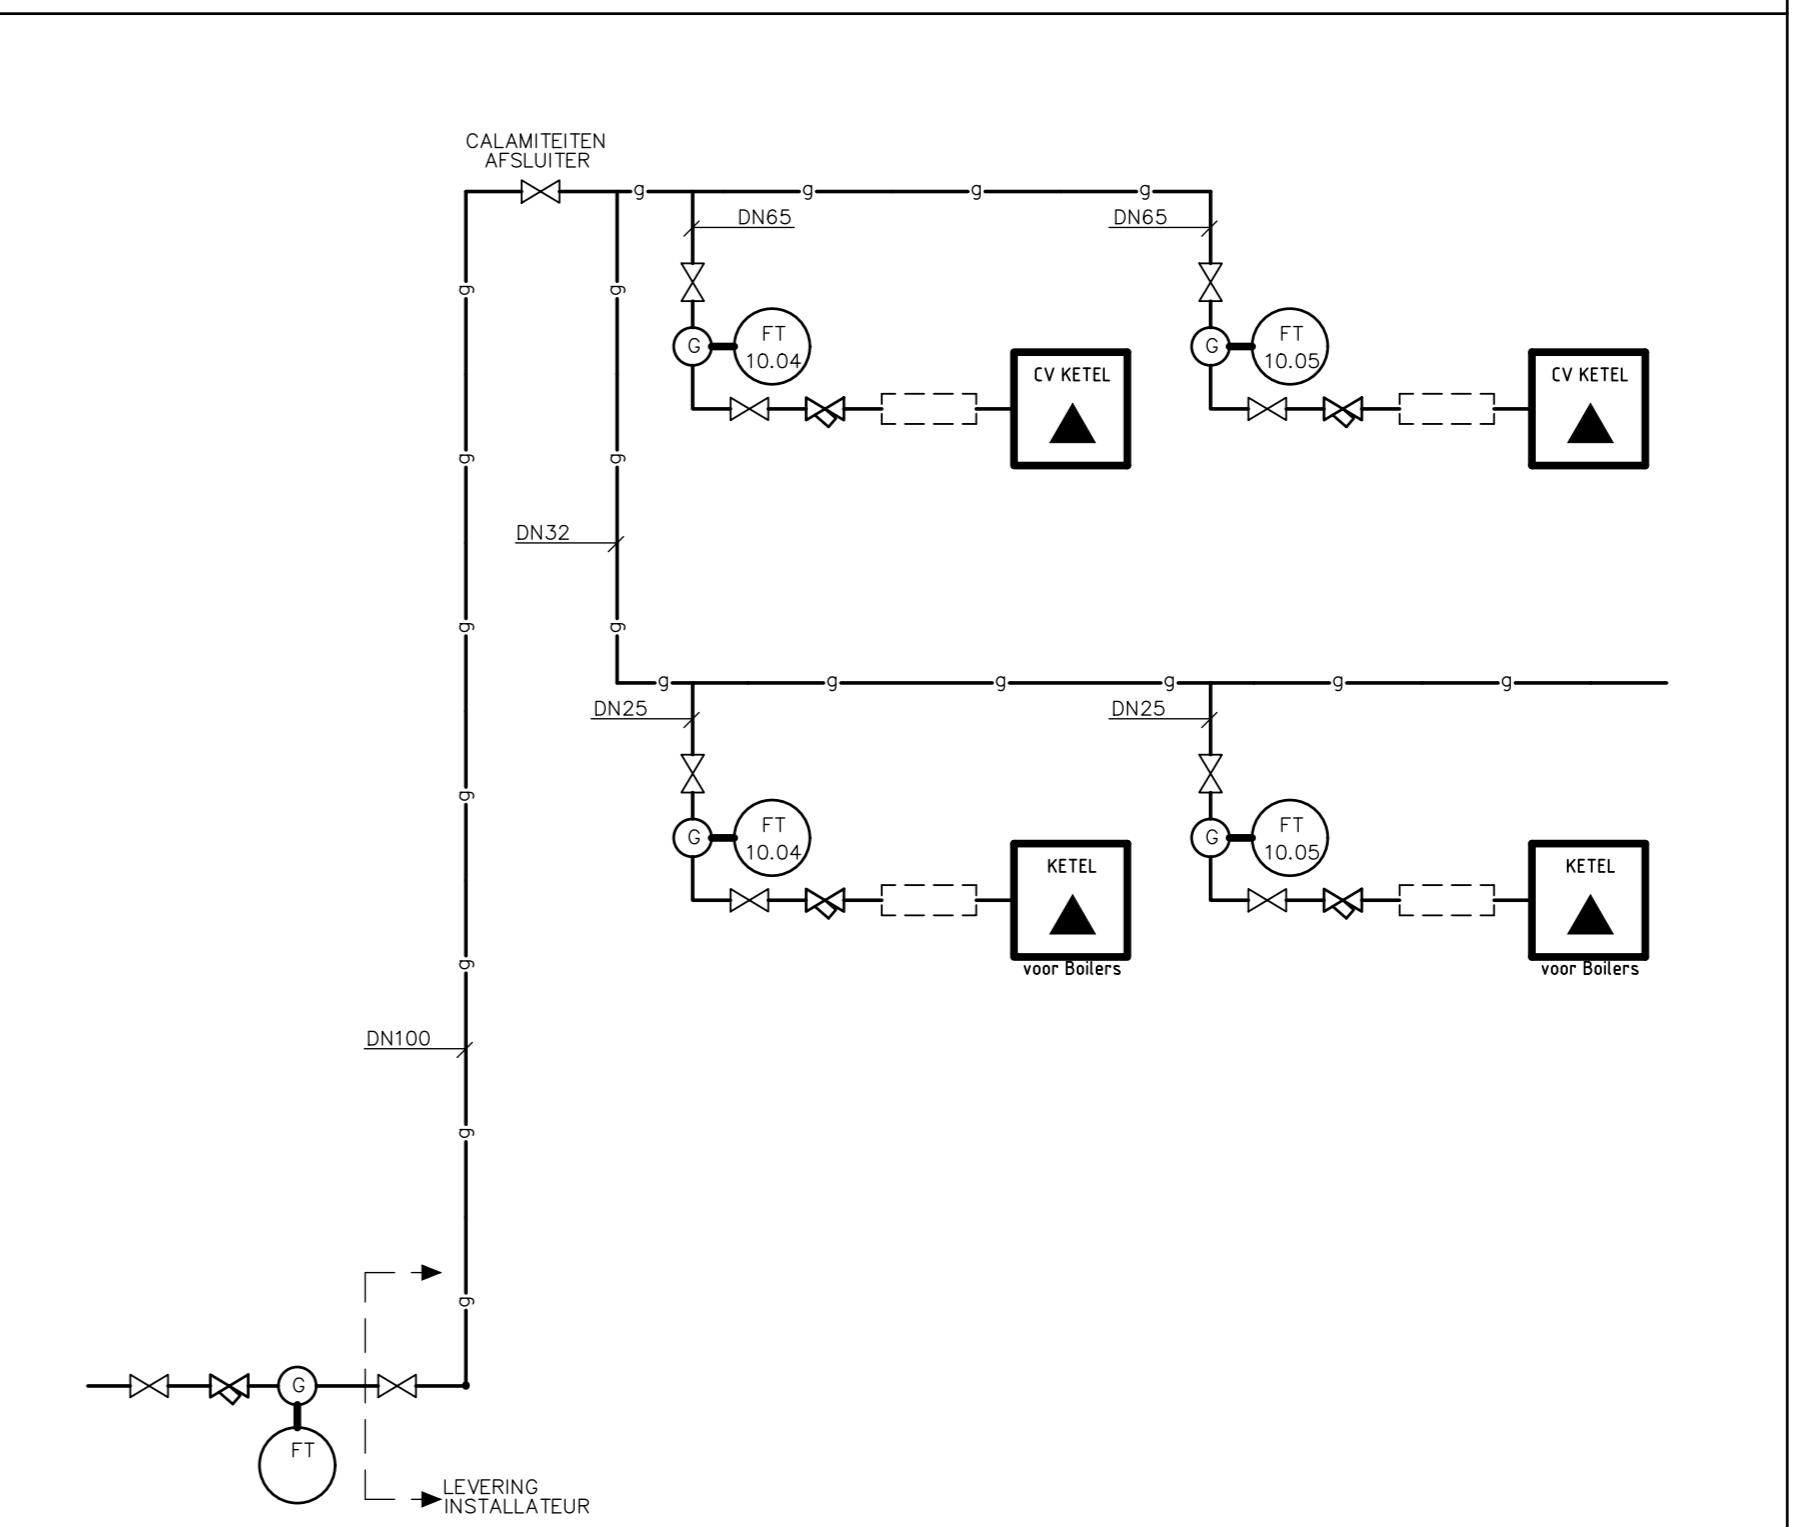 CALAMITEITEN
AFSLUITER
g
g
g
g
DN65
DN65
g
g
FT
10.04
G
FT
10.05
G
CV KETEL
CV KETEL
g
g
DN32
g
g
g
g
g
g
g
g
g
DN25
DN25
g
FT
10.04
G
FT
10.05
G
KETEL
KETEL
voor Boilers
voor Boilers
g
DN100
g
g
G
FT
LEVERING
INSTALLATEUR